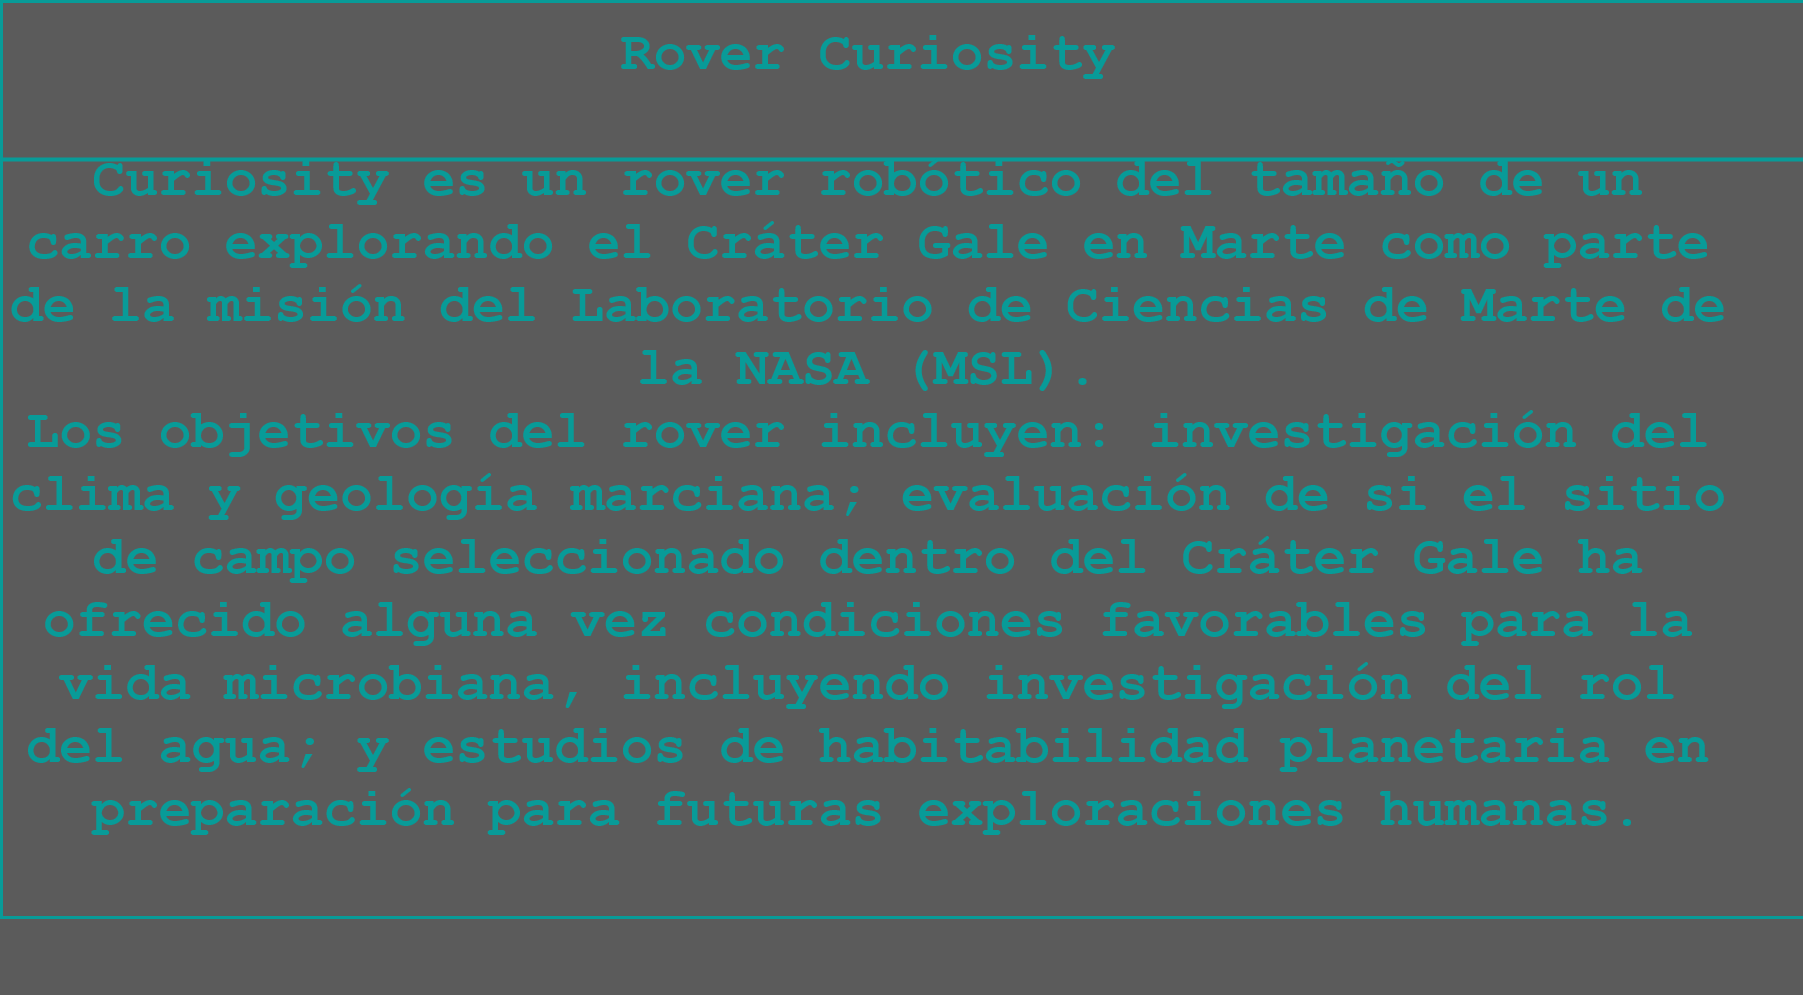 Rover Curiosity
Curiosity es un rover robótico del tamaño de un
carro explorando el Cráter Gale en Marte como parte
de la misión del Laboratorio de Ciencias de Marte de
la NASA (MSL).
Los objetivos del rover incluyen: investigación del
clima y geología marciana; evaluación de si el sitio
de campo seleccionado dentro del Cráter Gale ha
ofrecido alguna vez condiciones favorables para la
vida microbiana, incluyendo investigación del rol
del agua; y estudios de habitabilidad planetaria en
preparación para futuras exploraciones humanas.